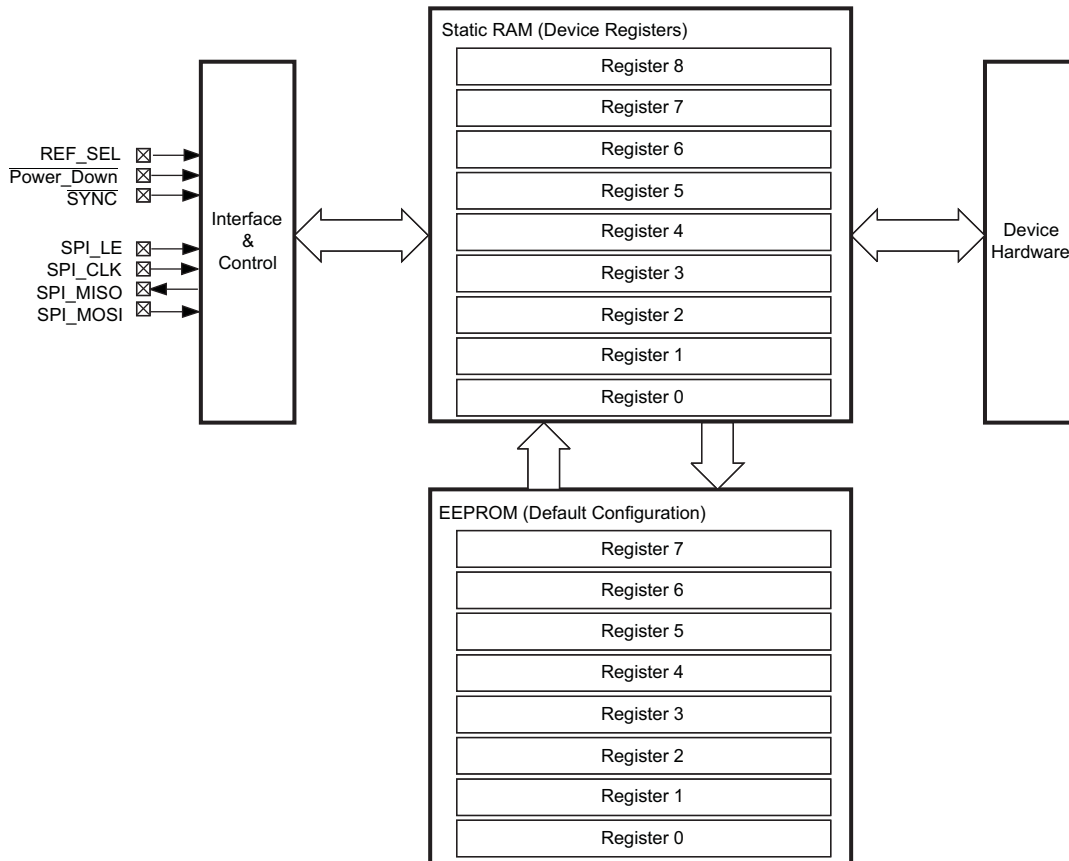 Static RAM (Device Registers)
Register 8
Register 7
Register 6
Register 5
Register 4
Register 3
Register 2
Register 1
Register 0
REF_SEL
Power_Down
SYNC
SPI_LE
SPI_CLK
SPI_MISO
SPI_MOSI
Interface
&
Control
Device
Hardware
EEPROM (Default Configuration)
Register 7
Register 6
Register 5
Register 4
Register 3
Register 2
Register 1
Register 0